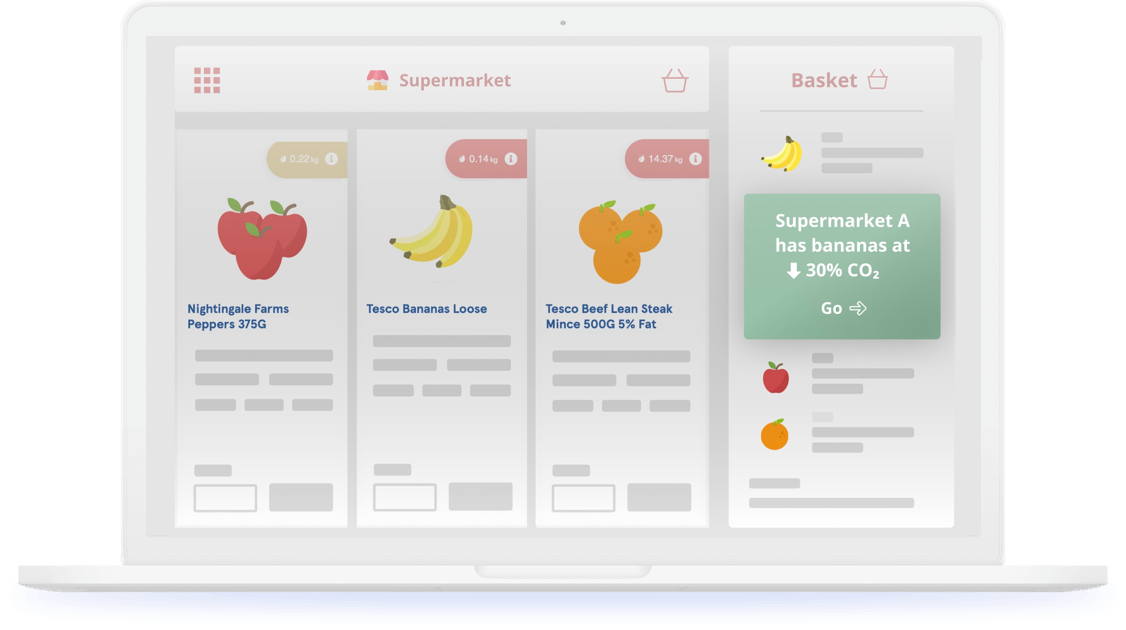 Supermarket
Basket
0.22 kg i
0.14 kg i
14.37 kg i
Supermarket A
has bananas at
30% CO₂
Go
Nightingale Farms
Peppers 375G
Tesco Bananas Loose
Tesco Beef Lean Steak
Mince 500G 5% Fat